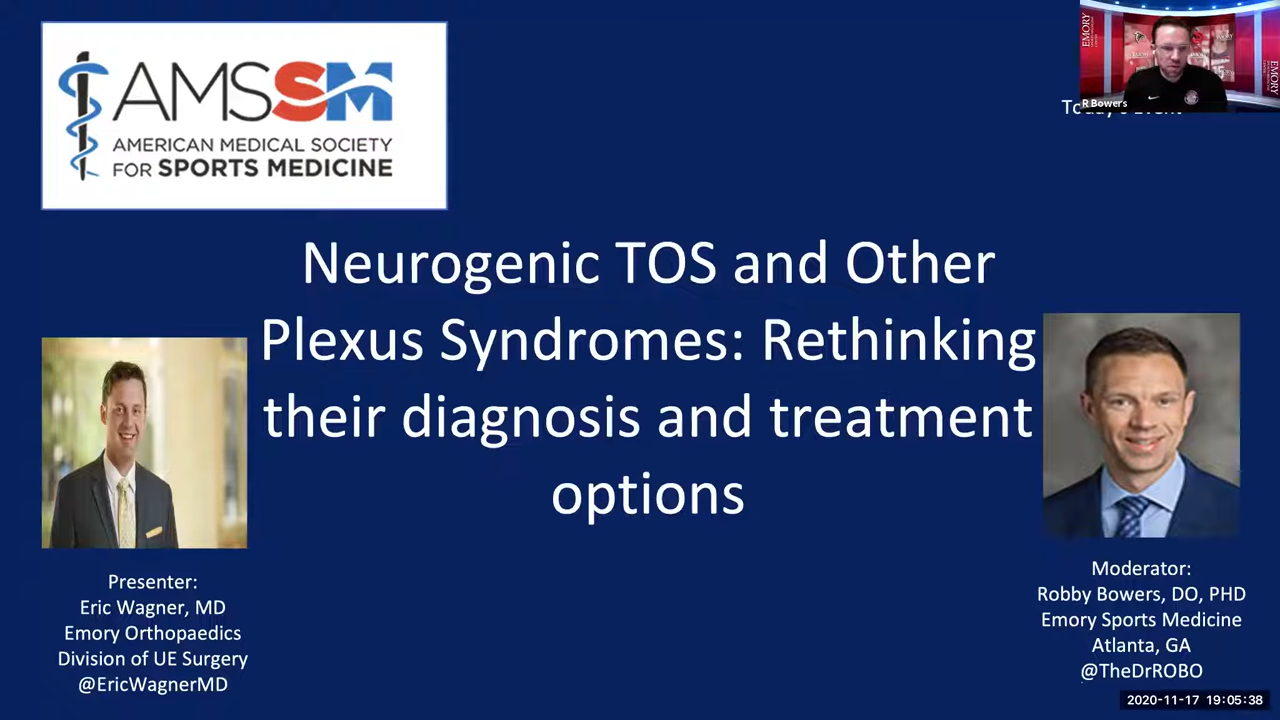 AMSSM
AMERICAN MEDICAL SOCIETY
FOR SPORTS MEDICINE
EMORY
EMORY
R Bowers
Neurogenic TOS and Other
Plexus Syndromes: Rethinking
their diagnosis and treatment
options
Presenter:
Eric Wagner, MD
Emory Orthopaedics
Division of UE Surgery
@EricWagnerMD
Moderator:
Robby Bowers, DO, PHD
Emory Sports Medicine
Atlanta, GA
@TheDrROBO
2020-11-17 19:05:38